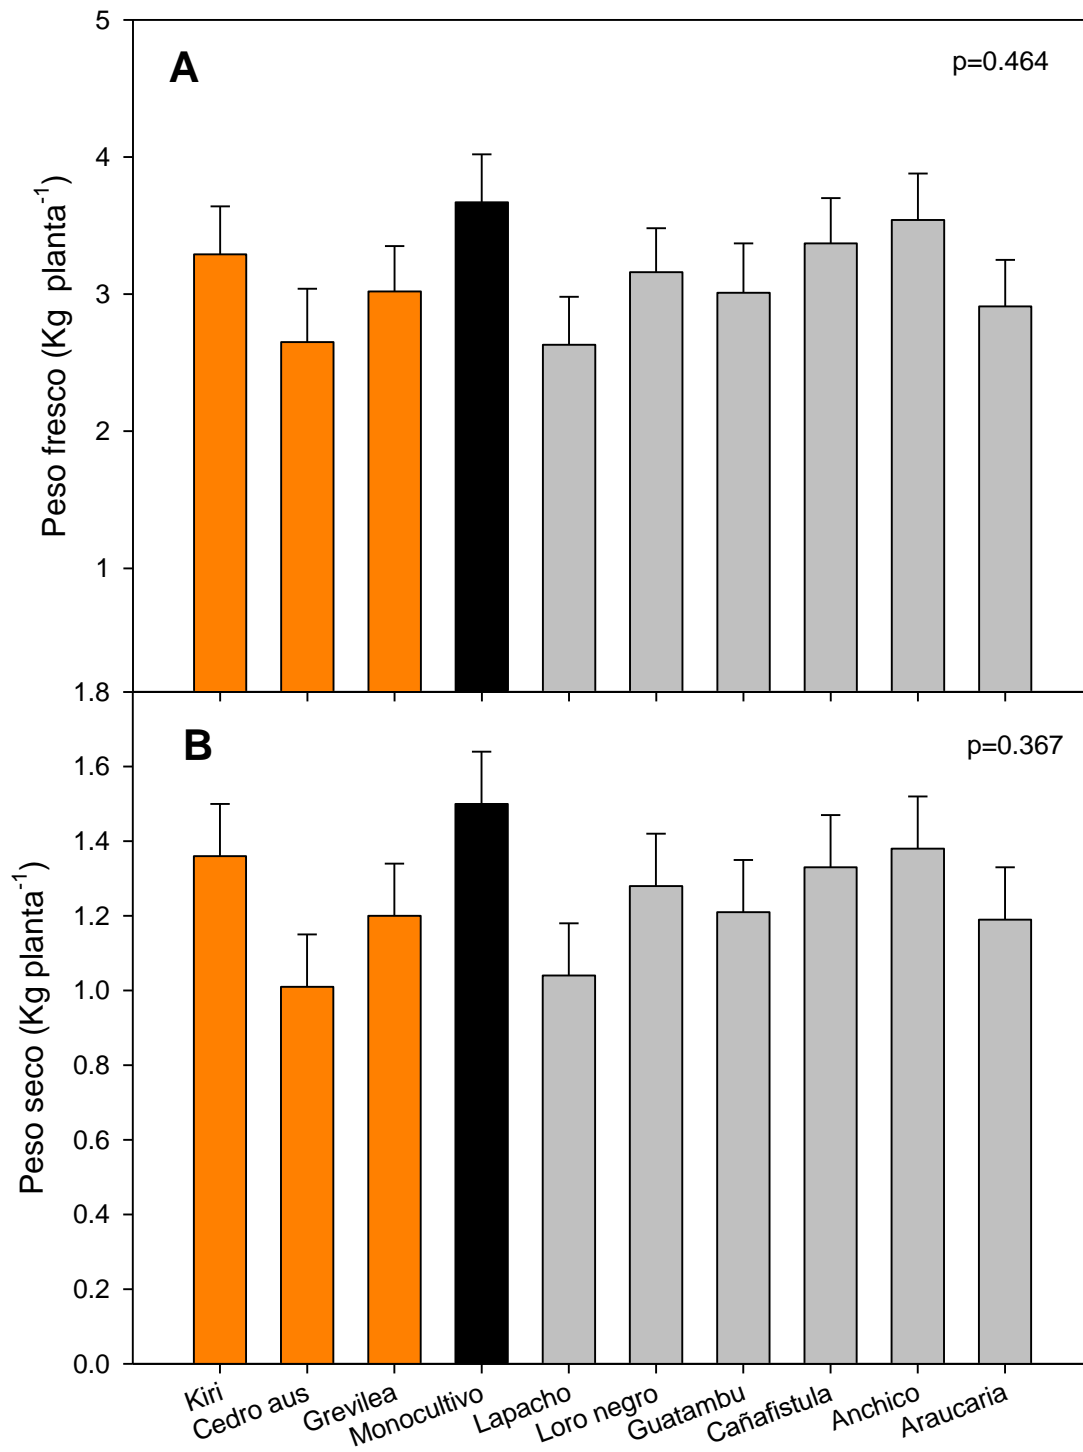 A
p=0.464
5
4
3
2
1
Peso fresco (Kg planta⁻¹)
B
p=0.367
1.8
1.6
1.4
1.2
1.0
0.8
0.6
0.4
0.2
0.0
Peso seco (Kg planta⁻¹)
Kiri
Cedro aus
Grevilea
Monocultivo
Lapacho
Loro negro
Guatambu
Cañafistula
Anchico
Araucaria